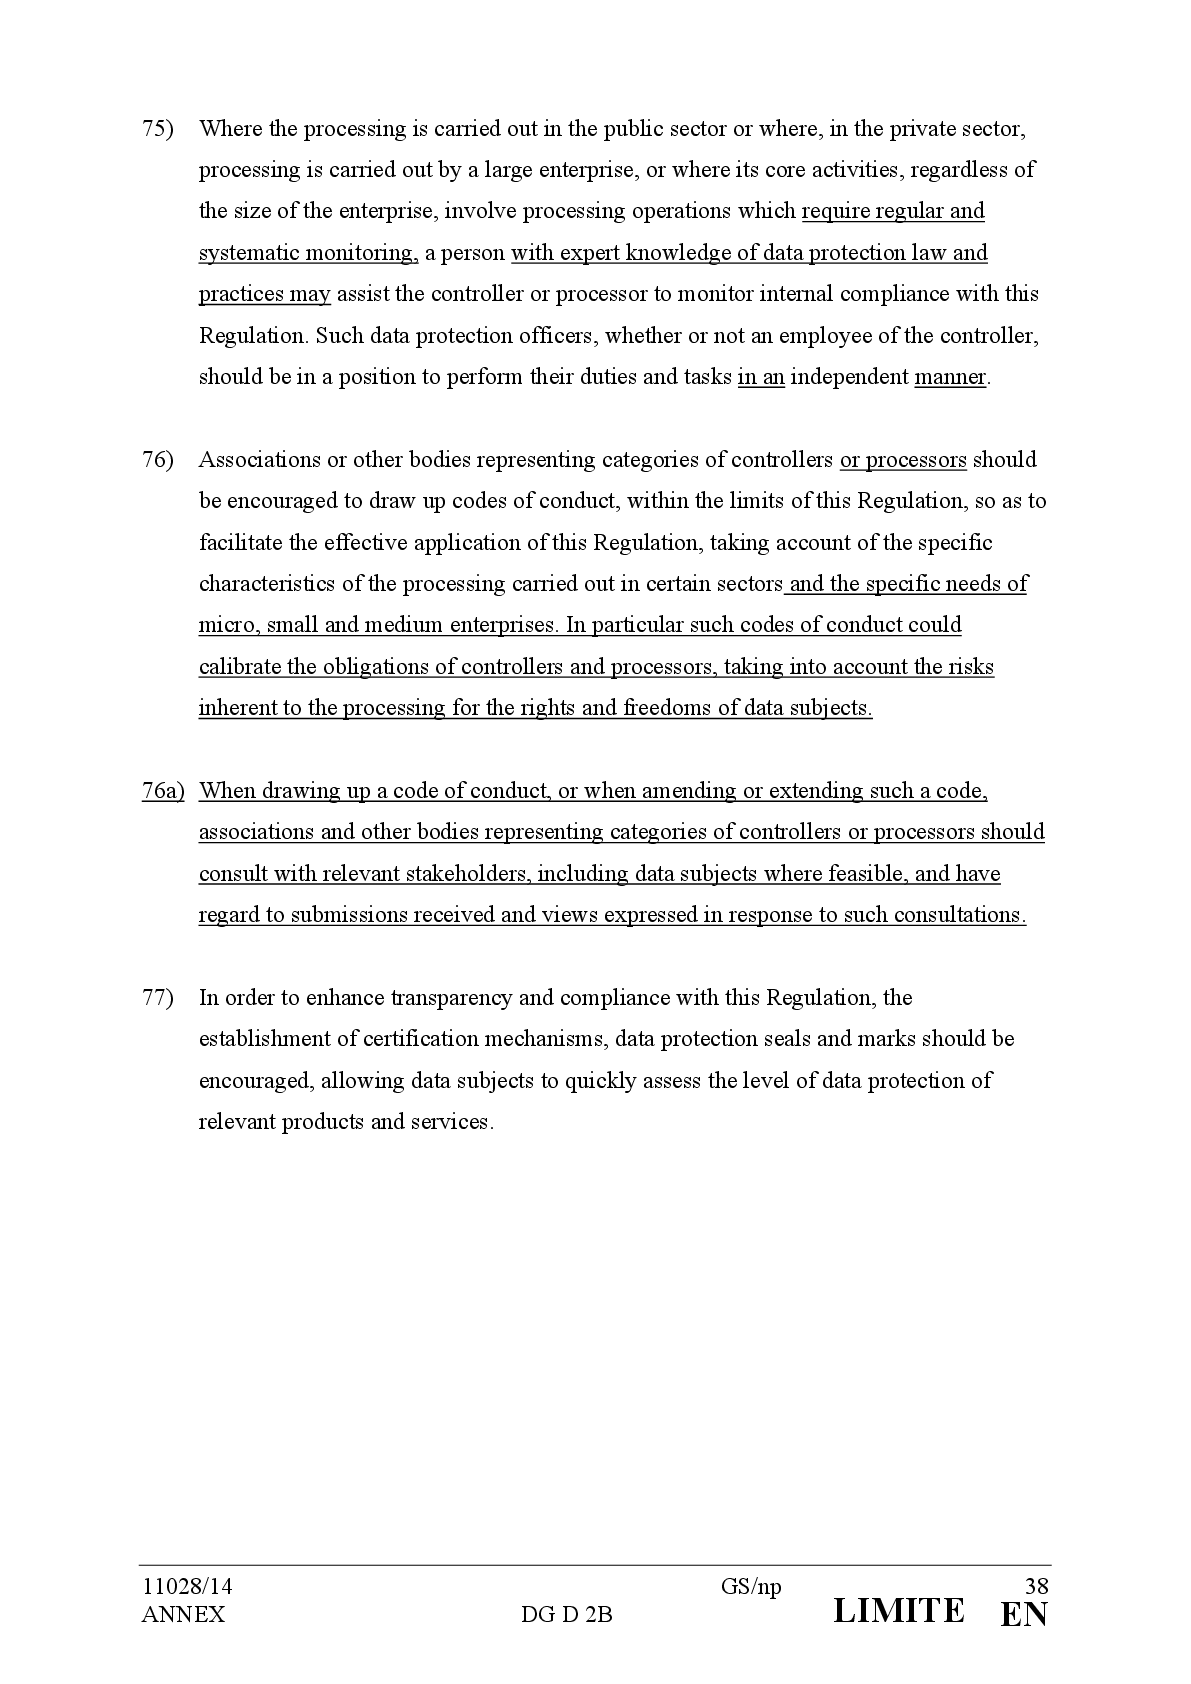 75) Where the processing is carried out in the public sector or where, in the private sector,
processing is carried out by a large enterprise, or where its core activities, regardless of
the size of the enterprise, involve processing operations which require regular and
systematic monitoring, a person with expert knowledge of data protection law and
practices may assist the controller or processor to monitor internal compliance with this
Regulation. Such data protection officers, whether or not an employee of the controller,
should be in a position to perform their duties and tasks in an independent manner.
76) Associations or other bodies representing categories of controllers or processors should
be encouraged to draw up codes of conduct, within the limits of this Regulation, so as to
facilitate the effective application of this Regulation, taking account of the specific
characteristics of the processing carried out in certain sectors and the specific needs of
micro, small and medium enterprises. In particular such codes of conduct could
calibrate the obligations of controllers and processors, taking into account the risks
inherent to the processing for the rights and freedoms of data subjects.
76a) When drawing up a code of conduct, or when amending or extending such a code,
associations and other bodies representing categories of controllers or processors should
consult with relevant stakeholders, including data subjects where feasible, and have
regard to submissions received and views expressed in response to such consultations.
77) In order to enhance transparency and compliance with this Regulation, the
establishment of certification mechanisms, data protection seals and marks should be
encouraged, allowing data subjects to quickly assess the level of data protection of
relevant products and services.
11028/14 GS/np 38
ANNEX DG D 2B LIMITE EN